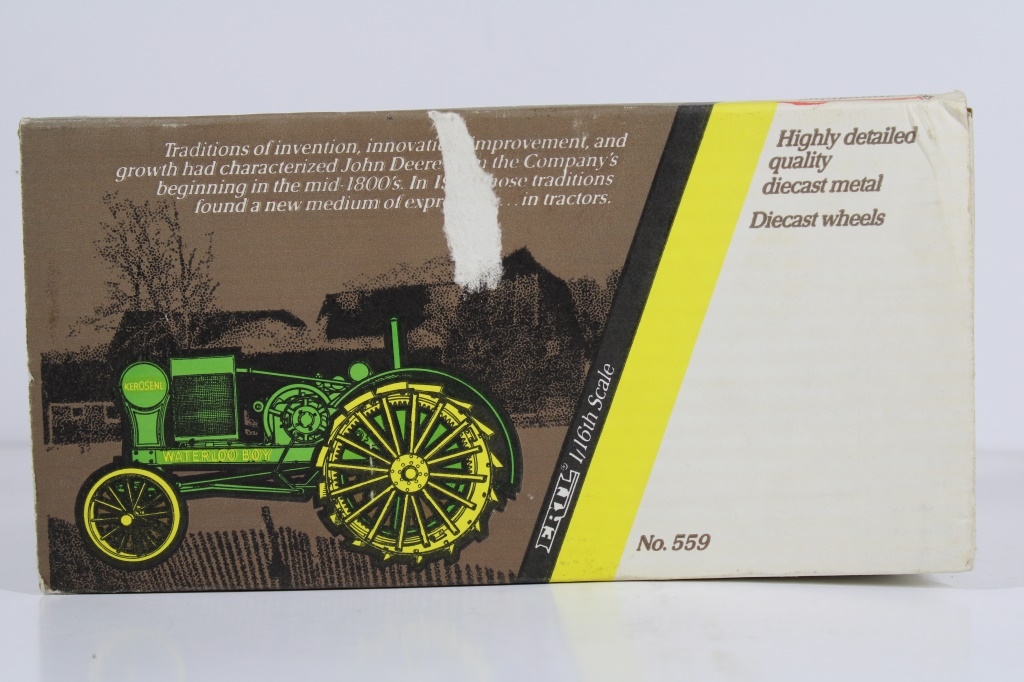 Traditions of invention, innovati improvement, and
growth had characterized John Deere the Company's
beginning in the mid-1800's. In 19 traditions
found a new medium of expr ... in tractors.
Highly detailed
quality
diecast metal
Diecast wheels
KEROSENE
WATERLOO BOY
ERTL® 1/16th Scale
No. 559